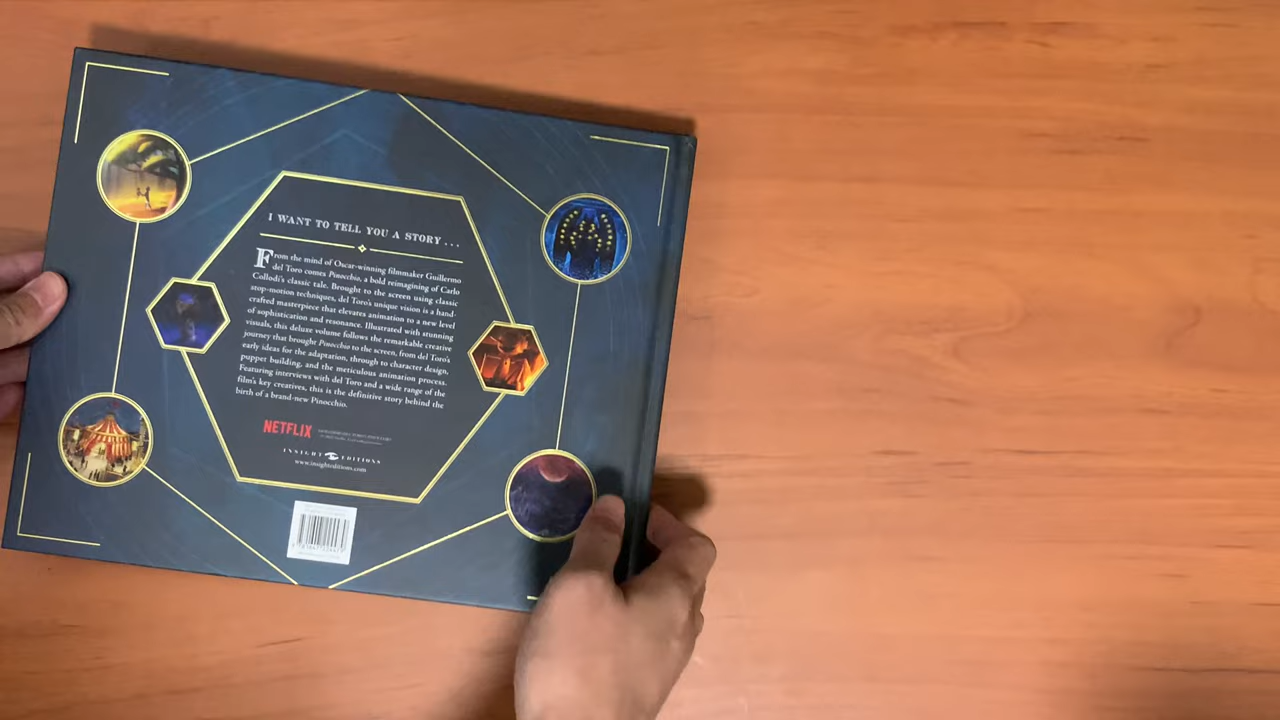 I WANT TO TELL YOU A STORY . . .
From the mind of Oscar-winning filmmaker Guillermo
del Toro comes Pinocchio, a bold reimagining of Carlo
Collodi's classic tale. Brought to the screen using classic
stop-motion techniques, del Toro's unique vision is a hand-
crafted masterpiece that elevates animation to a new level
of sophistication and resonance. Illustrated with stunning
visuals, this deluxe volume follows the remarkable creative
journey that brought Pinocchio to the screen, from del Toro's
early ideas for the adaptation, through to character design,
puppet building, and the meticulous animation process.
Featuring interviews with del Toro and a wide range of the
film's key creatives, this is the definitive story behind the
birth of a brand-new Pinocchio.
NETFLIX
INSIGHT EDITIONS
www.insighteditions.com